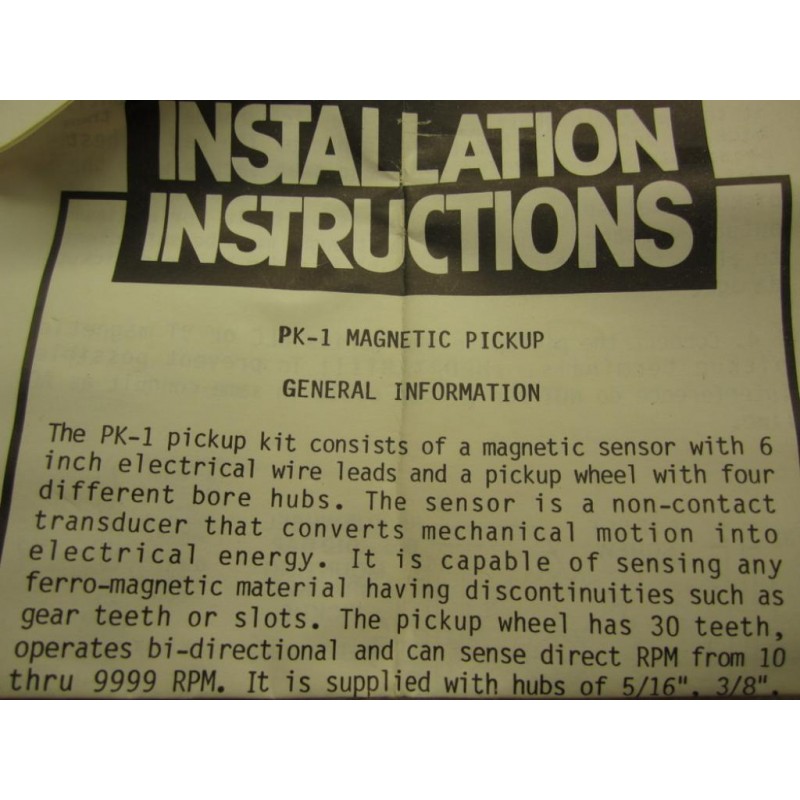 INSTALLATION
INSTRUCTIONS
PK-1 MAGNETIC PICKUP
GENERAL INFORMATION
The PK-1 pickup kit consists of a magnetic sensor with 6
inch electrical wire leads and a pickup wheel with four
different bore hubs. The sensor is a non-contact
transducer that converts mechanical motion into
electrical energy. It is capable of sensing any
ferro-magnetic material having discontinuities such as
gear teeth or slots. The pickup wheel has 30 teeth,
operates bi-directional and can sense direct RPM from 10
thru 9999 RPM. It is supplied with hubs of 5/16", 3/8",